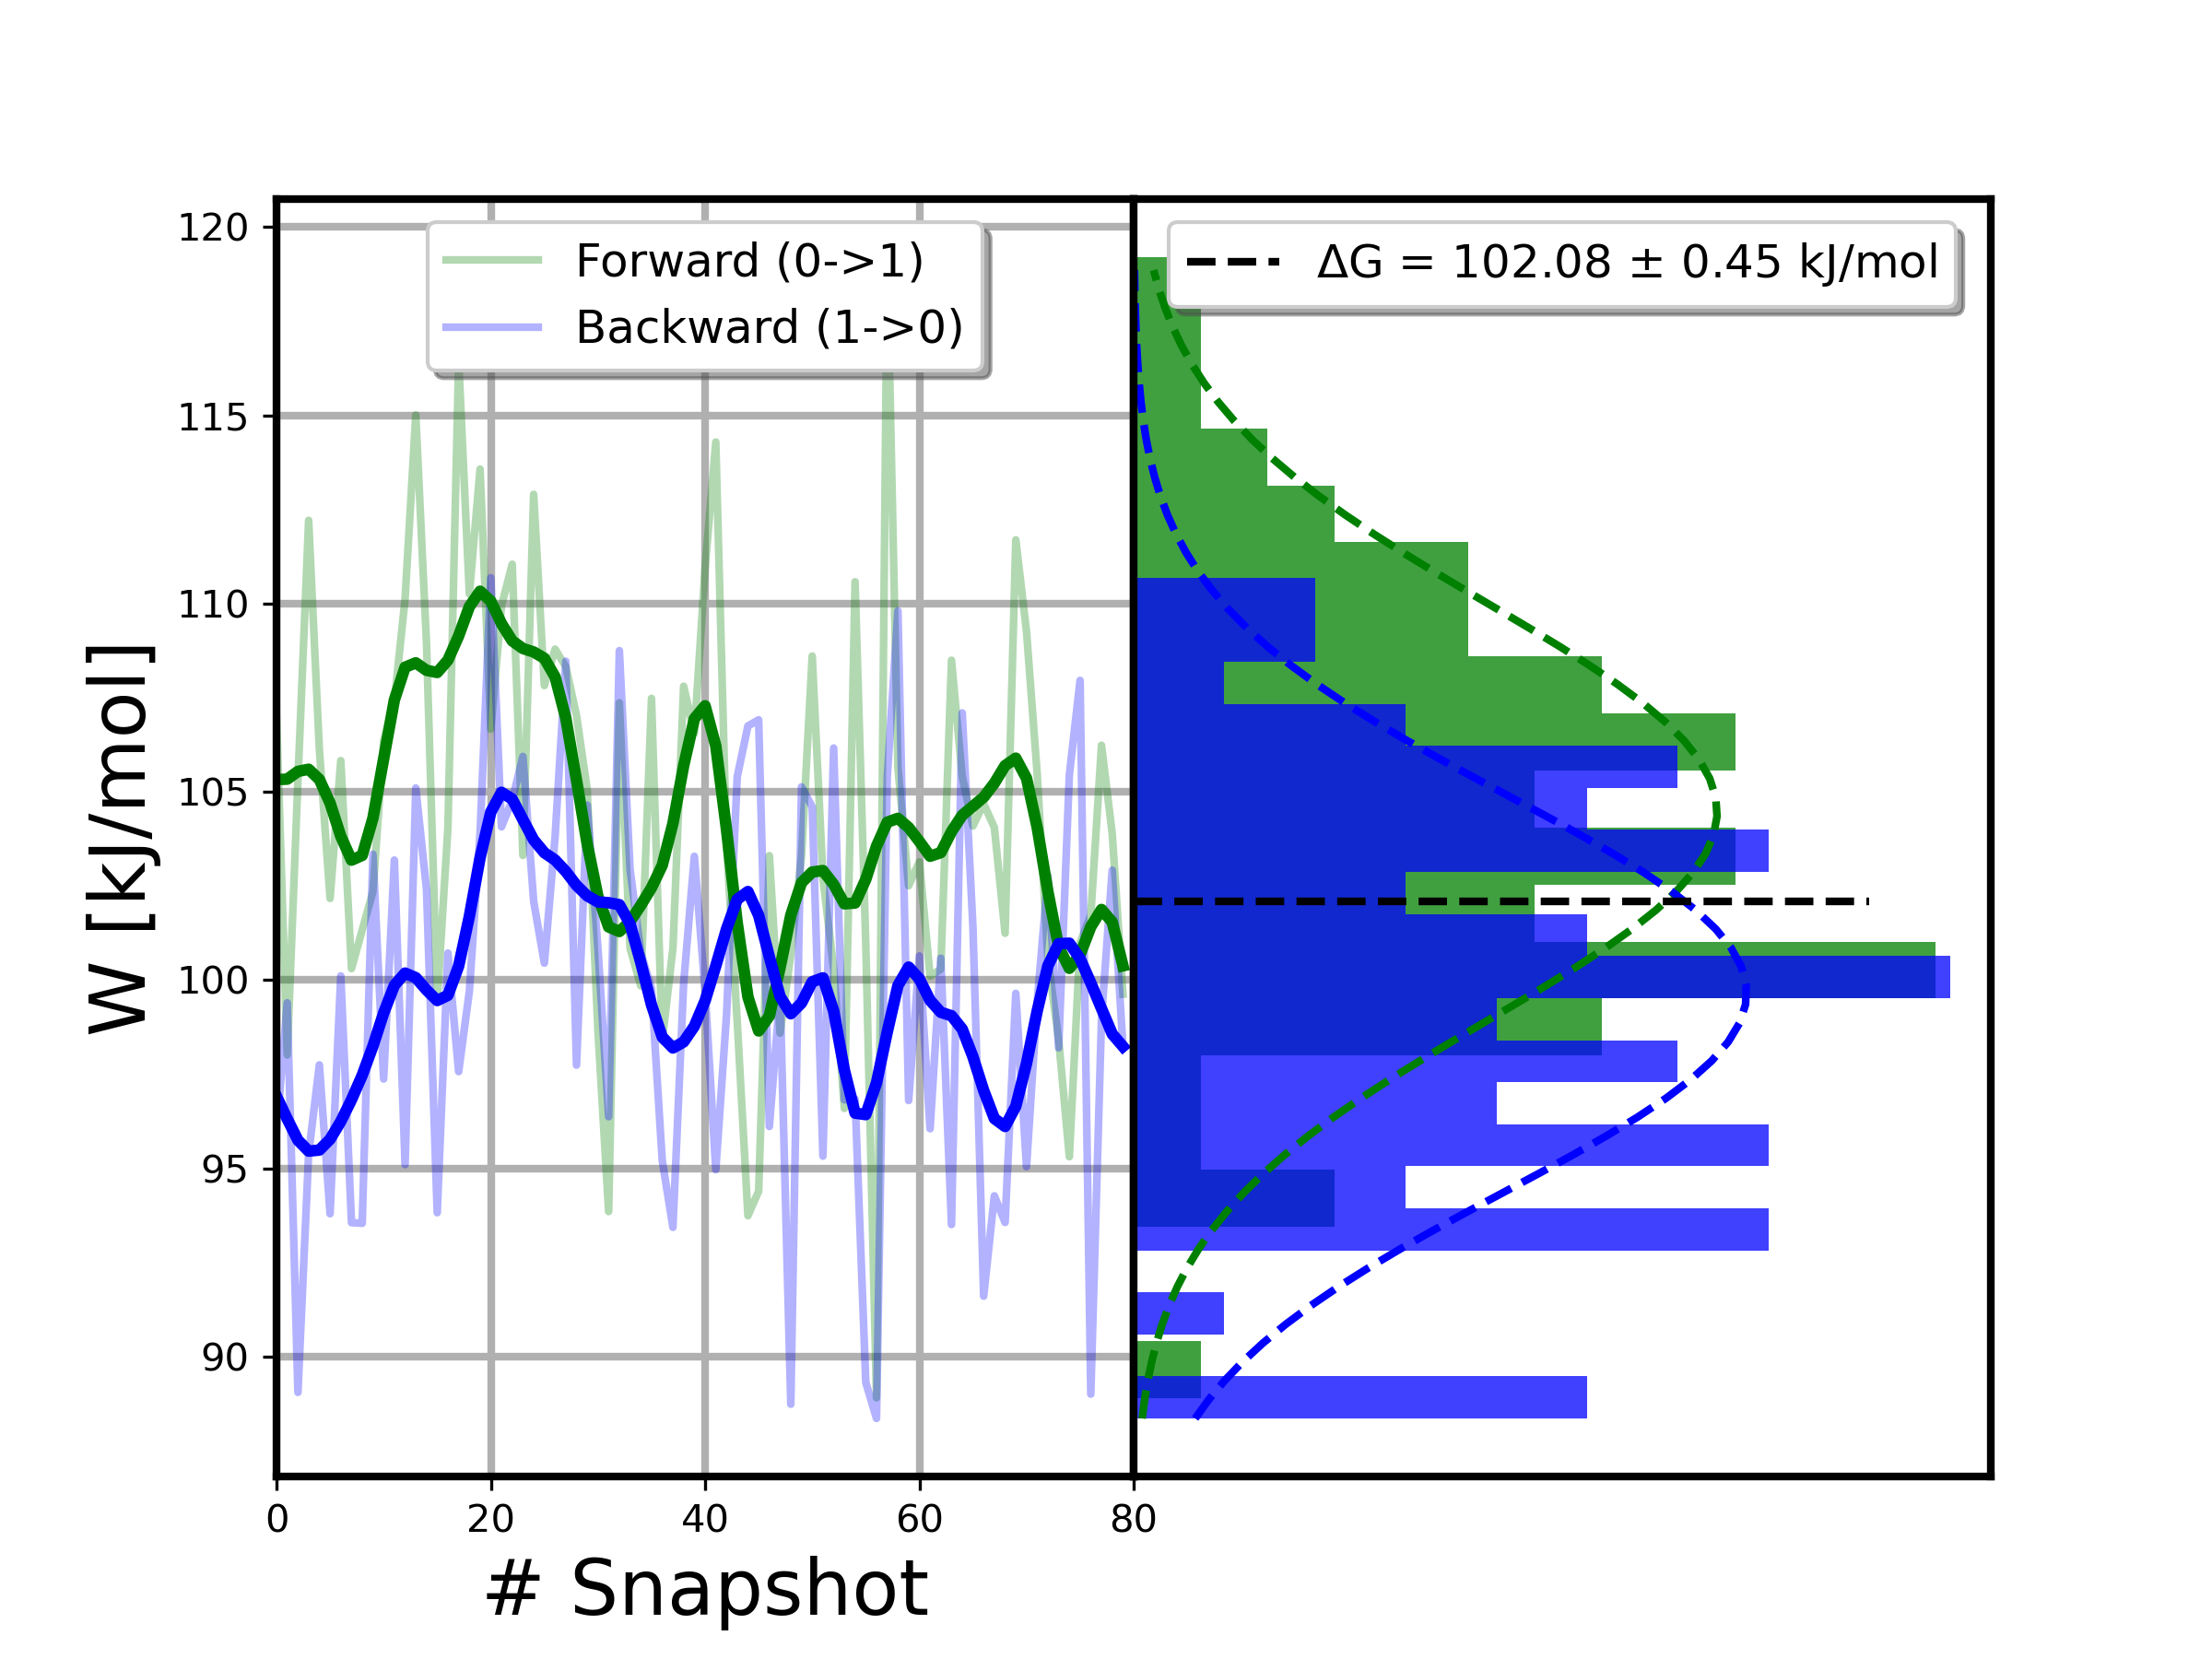 Forward (0->1)
Backward (1->0)
ΔG = 102.08 ± 0.45 kJ/mol
W [kJ/mol]
120
115
110
105
100
95
90
0 20 40 60 80
# Snapshot